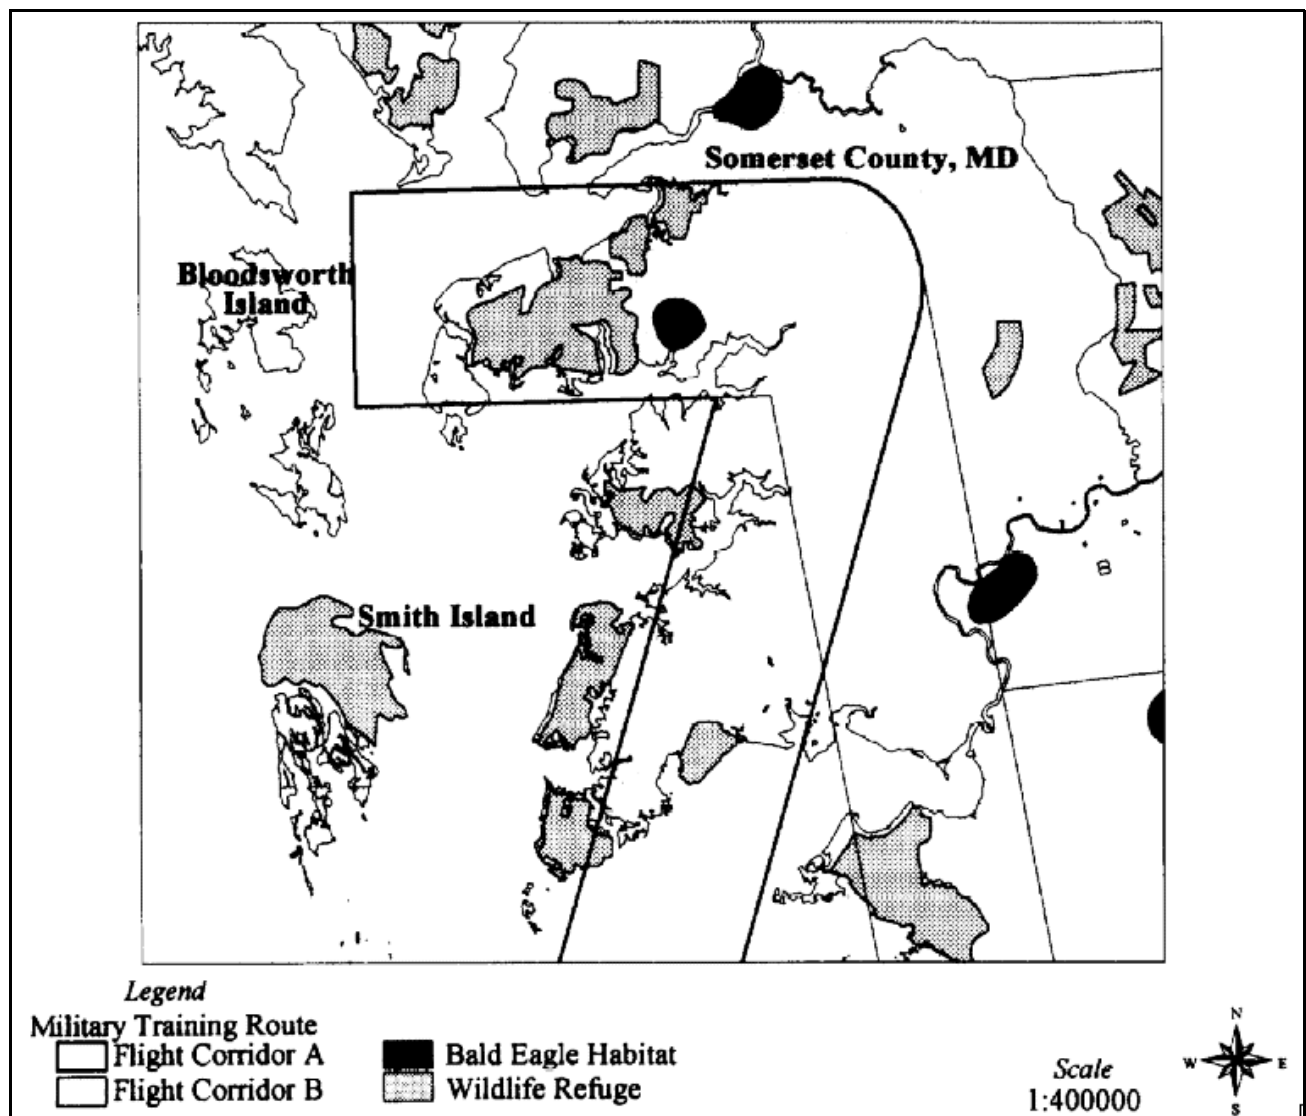 Somerset County, MD
Bloodsworth
Island
Smith Island
Legend
Military Training Route
Flight Corridor A
Flight Corridor B
Bald Eagle Habitat
Wildlife Refuge
Scale
1:400000
N
W
E
S